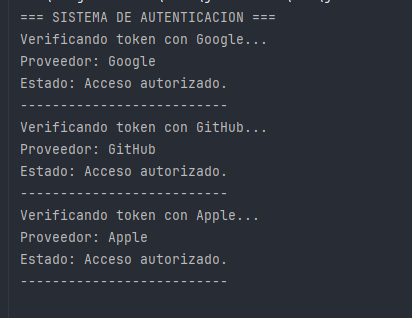 === SISTEMA DE AUTENTICACION ===
Verificando token con Google...
Proveedor: Google
Estado: Acceso autorizado.
--------------------------
Verificando token con GitHub...
Proveedor: GitHub
Estado: Acceso autorizado.
--------------------------
Verificando token con Apple...
Proveedor: Apple
Estado: Acceso autorizado.
--------------------------